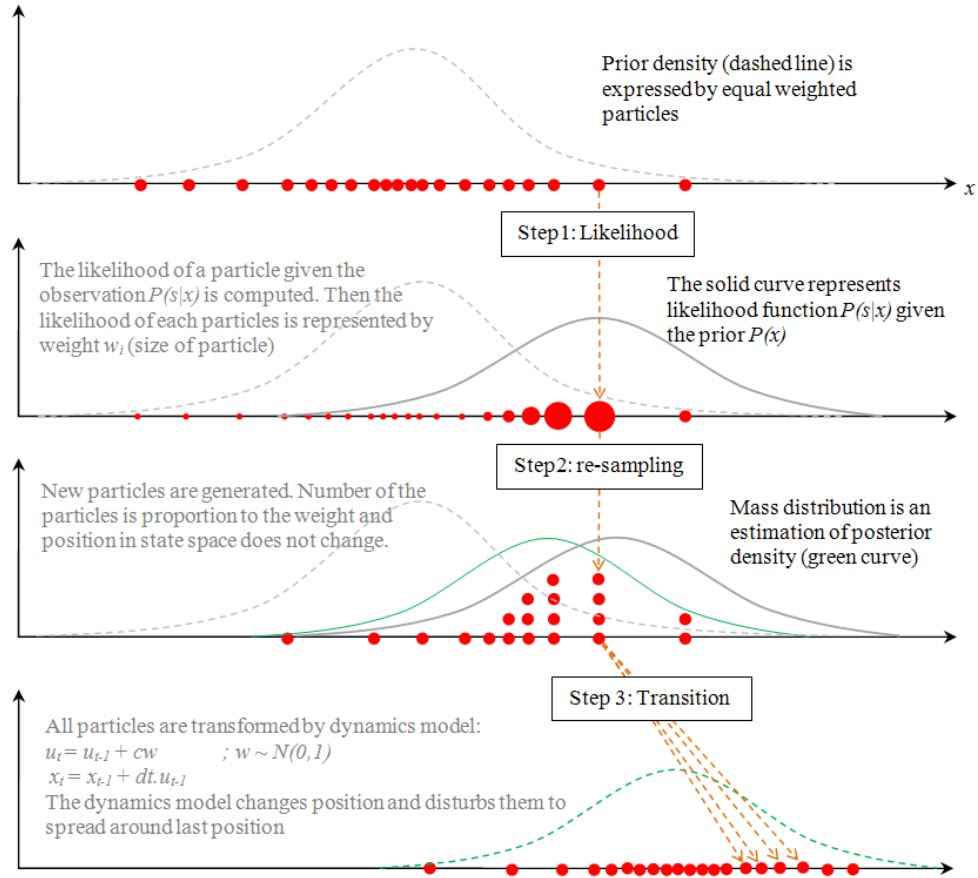 Prior density (dashed line) is
expressed by equal weighted
particles
x
Step1: Likelihood
The likelihood of a particle given the
observation P(s|x) is computed. Then the
likelihood of each particles is represented by
weight wi (size of particle)
The solid curve represents
likelihood function P(s|x) given
the prior P(x)
Step2: re-sampling
New particles are generated. Number of the
particles is proportion to the weight and
position in state space does not change.
Mass distribution is an
estimation of posterior
density (green curve)
Step 3: Transition
All particles are transformed by dynamics model:
ut = ut-1 + cw ; w ~ N(0,1)
xt = xt-1 + dt.ut-1
The dynamics model changes position and disturbs them to
spread around last position